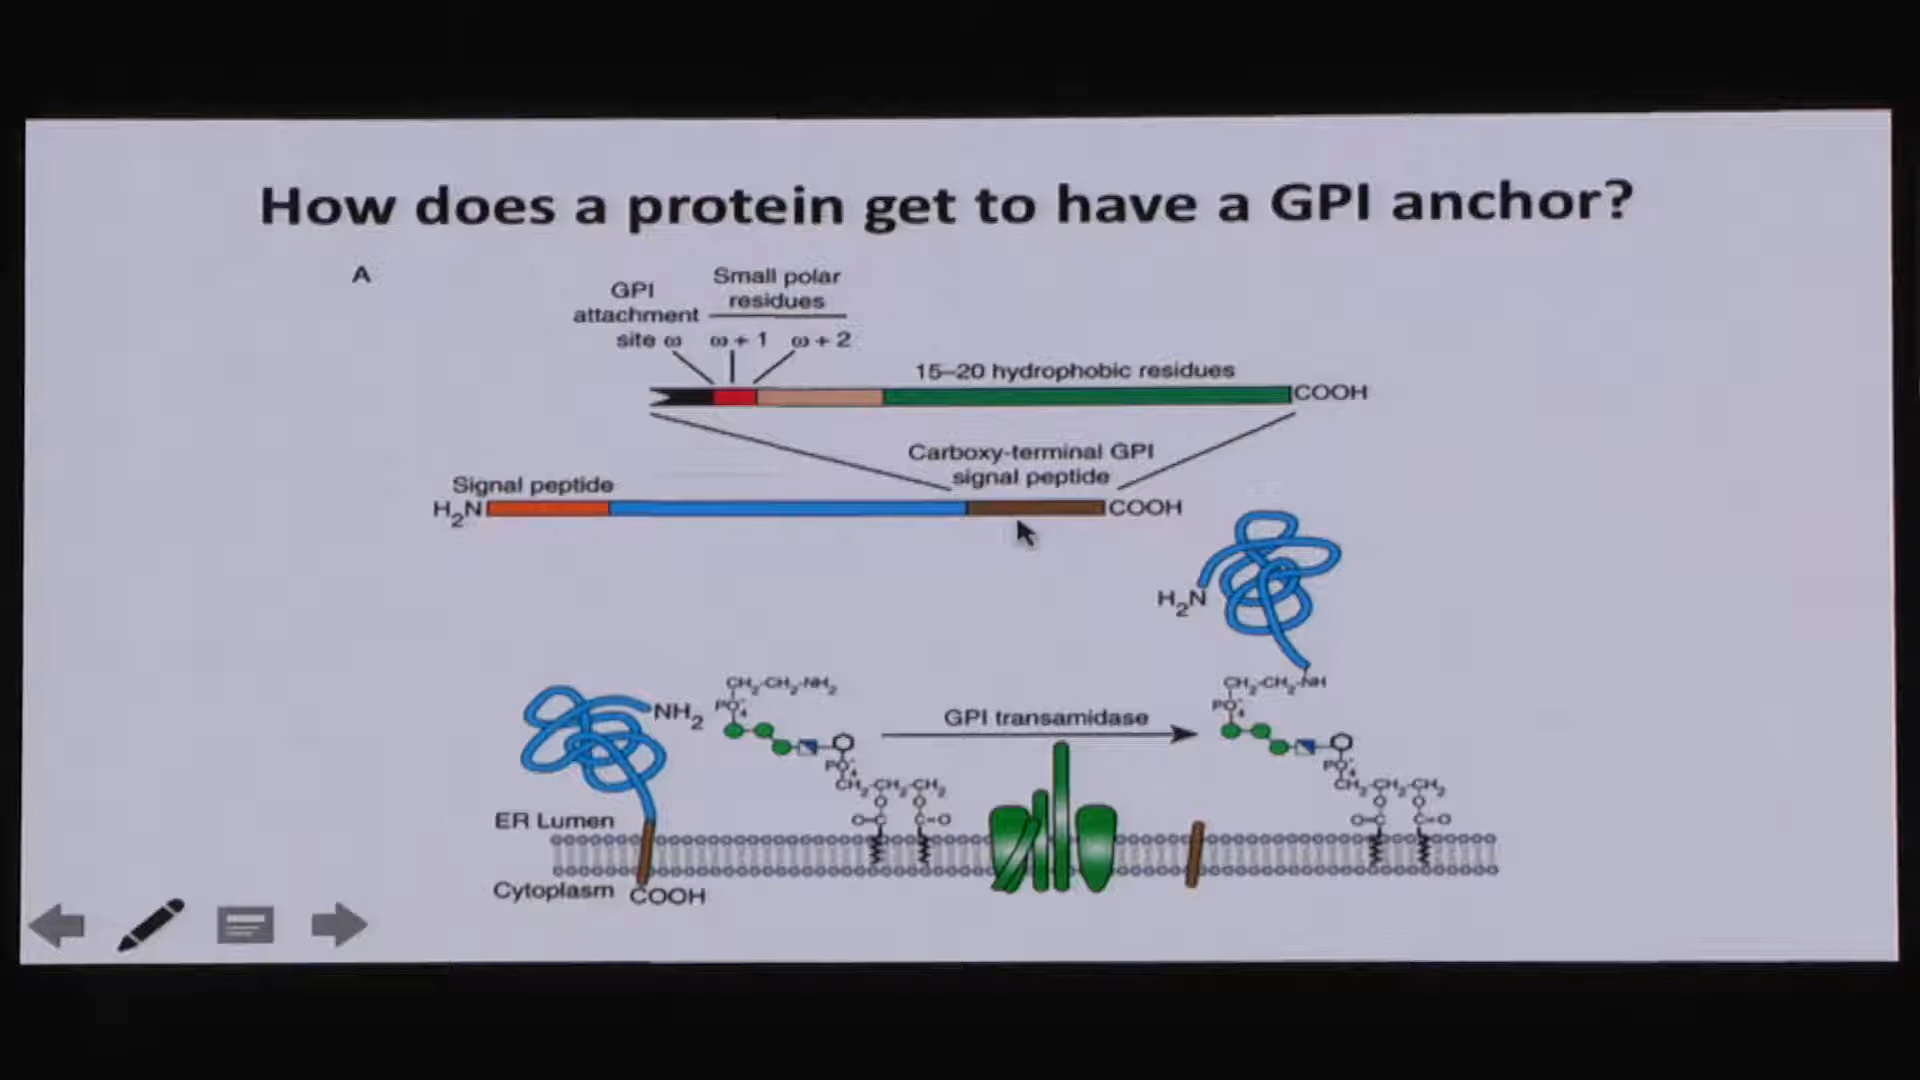 How does a protein get to have a GPI anchor?
A
GPI
attachment
site ω
Small polar
residues
ω + 1 ω + 2
15–20 hydrophobic residues
COOH
Carboxy-terminal GPI
signal peptide
Signal peptide
H2N
COOH
H2N
NH2
CH2-CH2-NH2
PO4-
PO4-
CH2-CH2-CH2
O O
O=C C=O
GPI transamidase
CH2-CH2-NH
PO4-
PO4-
CH2-CH2-CH2
O O
O=C C=O
ER Lumen
Cytoplasm
COOH